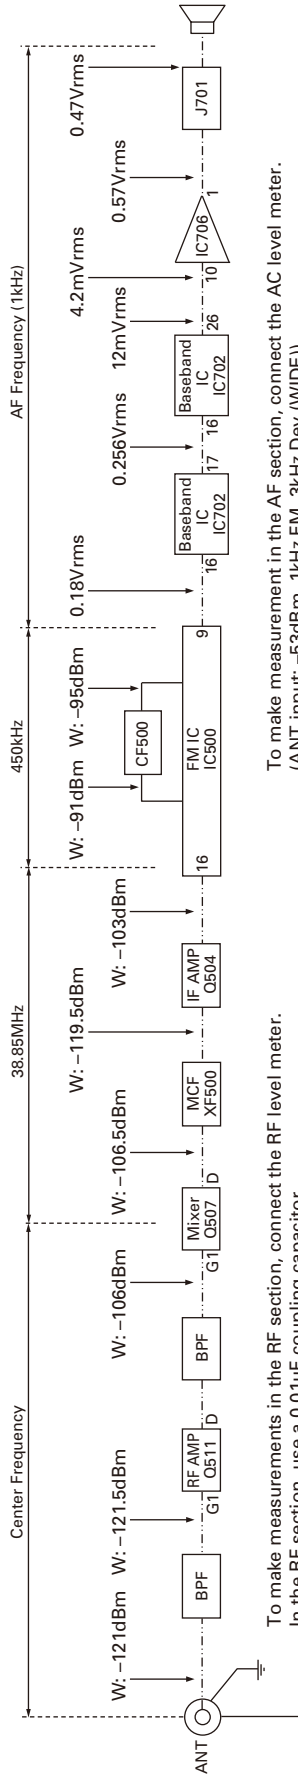 Center Frequency
38.85MHz
450kHz
AF Frequency (1kHz)
W: –121dBm
W: –121.5dBm
W: –106dBm
W: –106.5dBm
W: –119.5dBm
W: –103dBm
W: –91dBm
W: –95dBm
0.18Vrms
0.256Vrms
12mVrms
4.2mVrms
0.57Vrms
0.47Vrms
ANT
BPF
G1
RF AMP
Q511
D
BPF
G1
Mixer
Q507
D
MCF
XF500
IF AMP
Q504
16
CF500
FM IC
IC500
9
16
Baseband
IC
IC702
17
16
Baseband
IC
IC702
26
10
IC706
1
J701
To make measurements in the RF section, connect the RF level meter.
In the RF section, use a 0.01µF coupling capacitor.
To make measurement in the AF section, connect the AC level meter.
(ANT input: –53dBm, 1kHz FM, 3kHz Dev (WIDE))